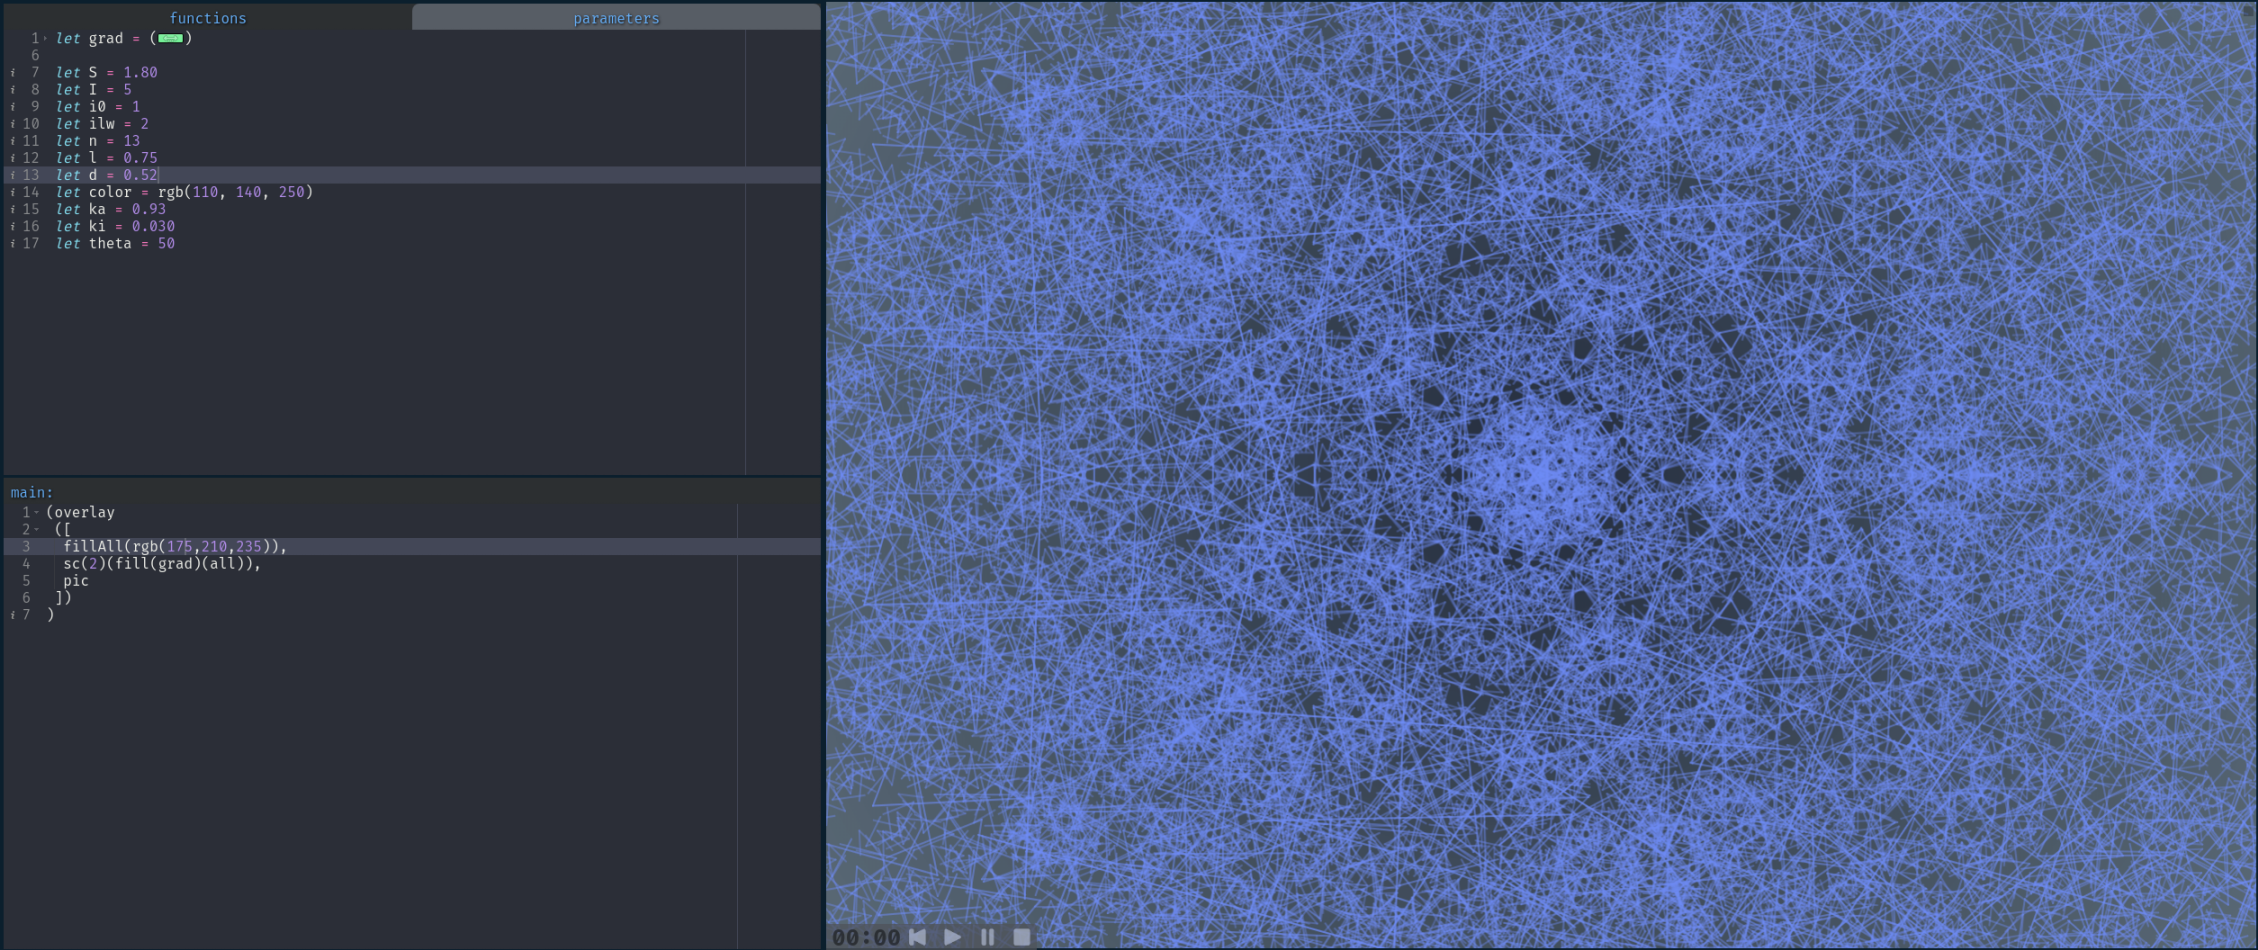 functions
parameters
1 let grad = ( )
6
i 7 let S = 1.80
i 8 let I = 5
i 9 let i0 = 1
i 10 let ilw = 2
i 11 let n = 13
i 12 let l = 0.75
i 13 let d = 0.52
i 14 let color = rgb(110, 140, 250)
i 15 let ka = 0.93
i 16 let ki = 0.030
i 17 let theta = 50
main:
1 (overlay
2 ([
3 fillAll(rgb(175,210,235)),
4 sc(2)(fill(grad)(all)),
5 pic
6 ])
i 7 )
00:00